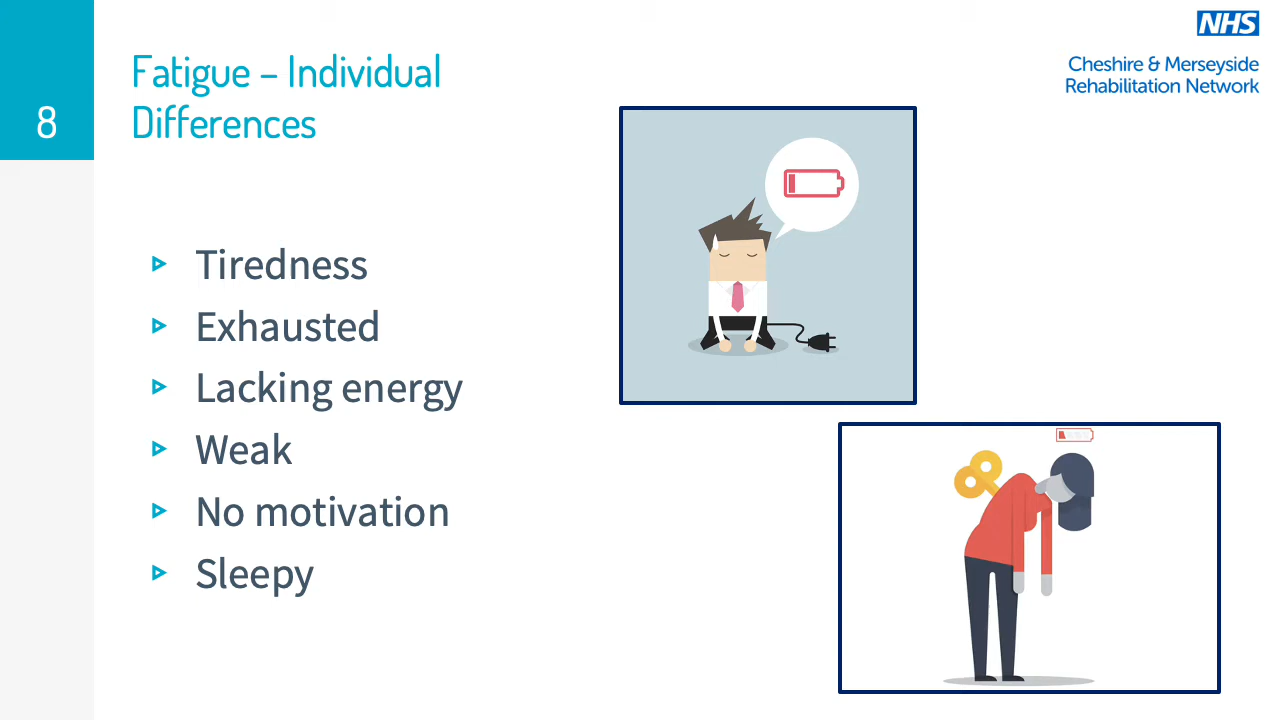 8
Fatigue – Individual
Differences
NHS
Cheshire & Merseyside
Rehabilitation Network
Tiredness
Exhausted
Lacking energy
Weak
No motivation
Sleepy